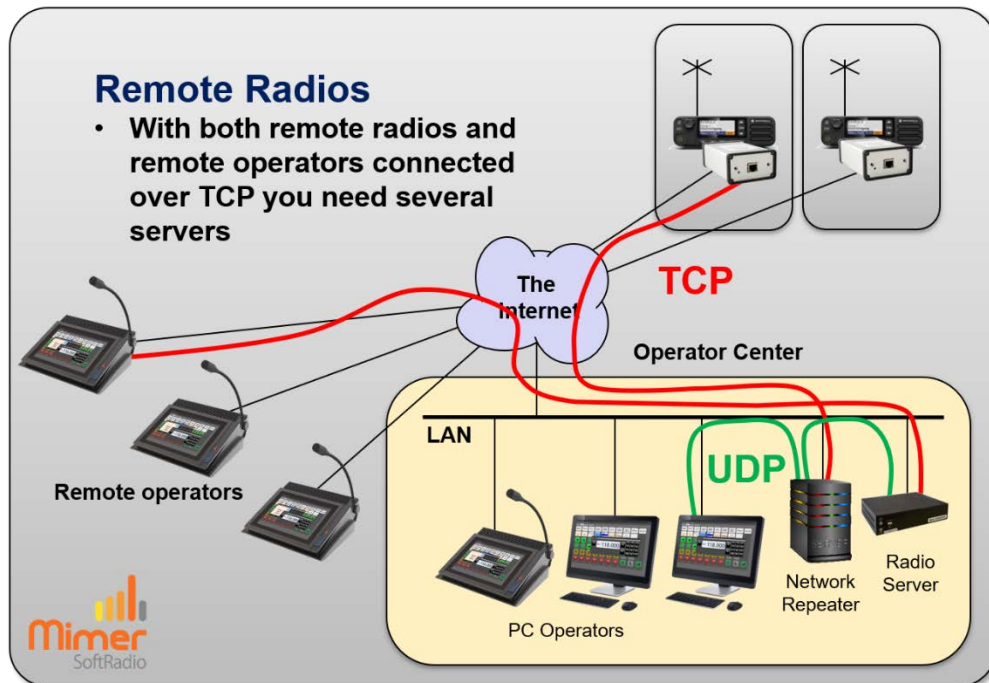 Remote Radios
• With both remote radios and
remote operators connected
over TCP you need several
servers
TCP
The
Internet
Operator Center
LAN
UDP
Remote operators
Network
Repeater
Radio
Server
PC Operators
Mimer
SoftRadio